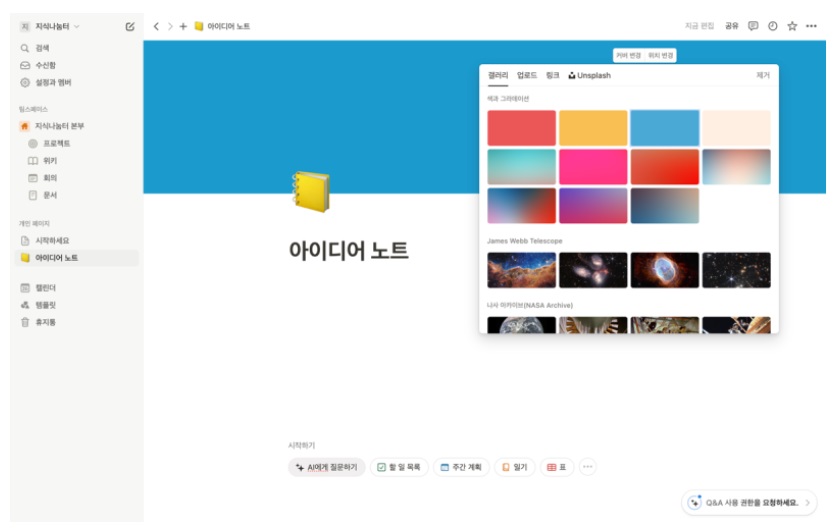 지 지식나눔터
검색
수신함
설정과 멤버
팀스페이스
지식나눔터 본부
프로젝트
위키
회의
문서
개인 페이지
시작하세요
아이디어 노트
캘린더
템플릿
휴지통
아이디어 노트
지금 편집 공유
커버 변경 위치 변경
갤러리 업로드 링크 Unsplash 제거
색과 그라데이션
James Webb Telescope
나사 아카이브(NASA Archive)
아이디어 노트
시작하기
AI에게 질문하기 할 일 목록 주간 계획 일기 표
Q&A 사용 권한을 요청하세요.